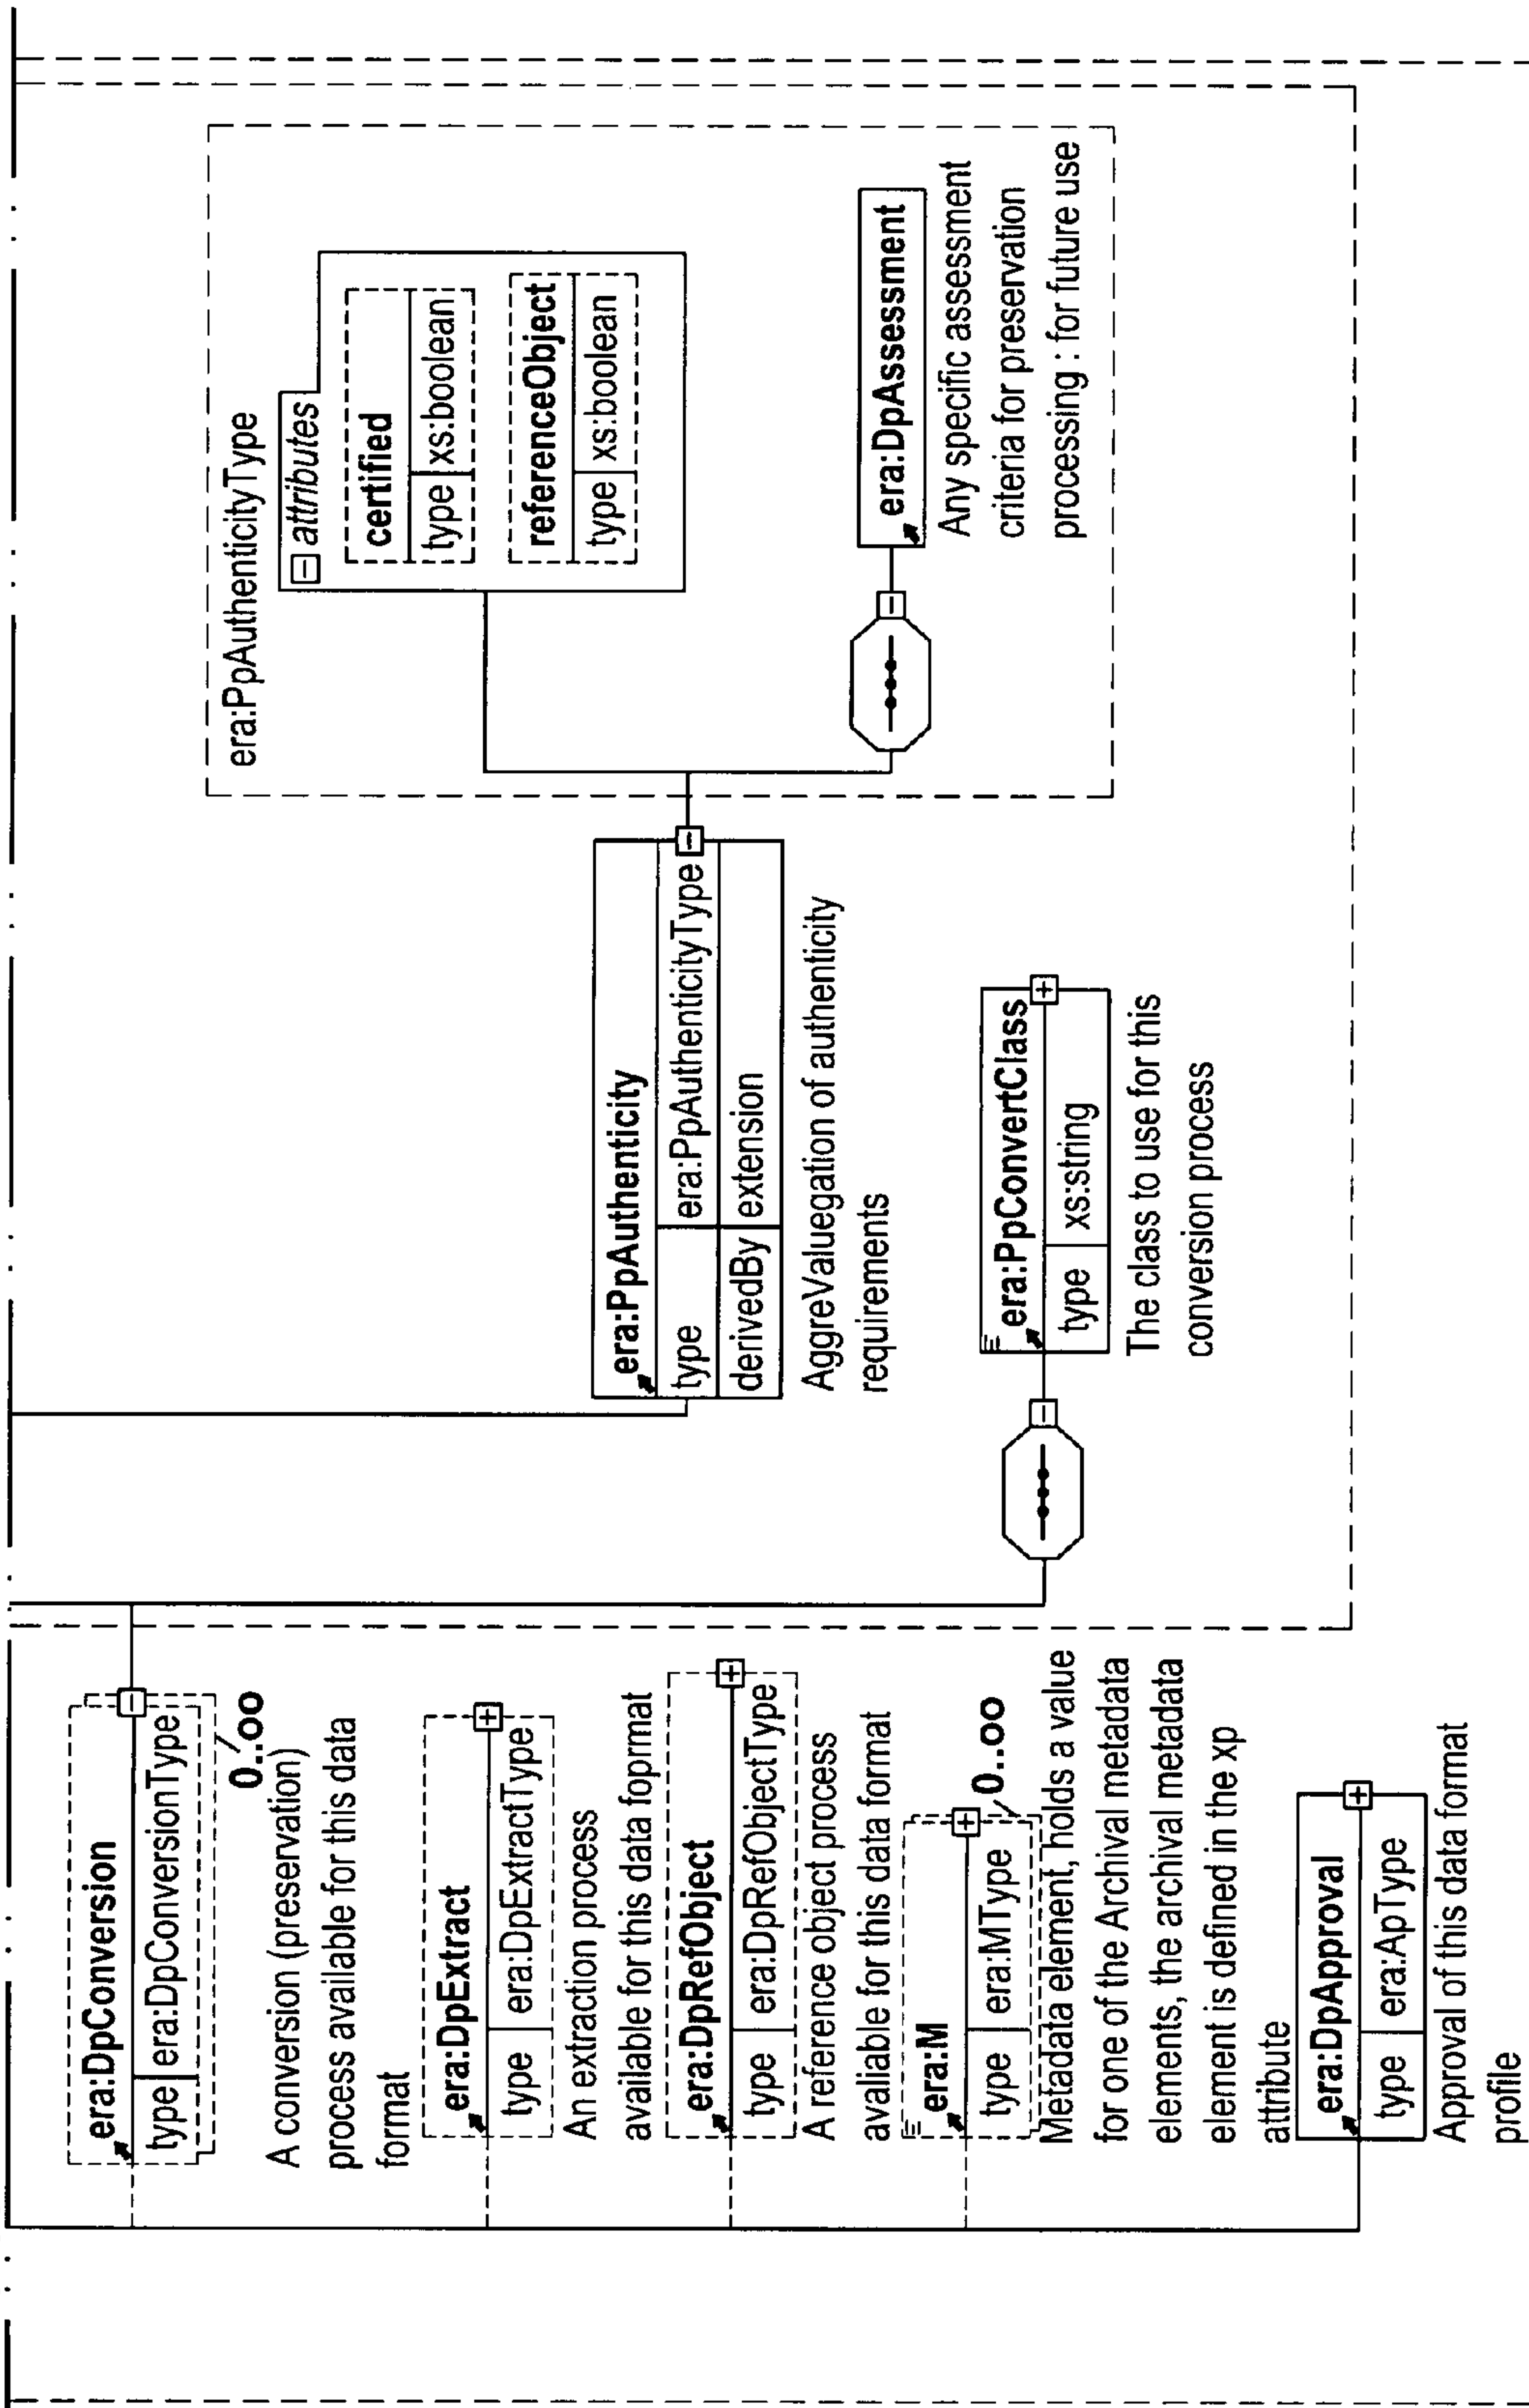 era:DpConversion
type era:DpConversionType
0..oo
A conversion (preservation)
process available for this data
format
era:DpExtract
type era:DpExtractType
An extraction process
available for this data foprmat
era:DpRefObject
type era:DpRefObjectType
A reference object process
available for this data format
era:M
type era:MType
0..oo
Metadata element, holds a value
for one of the Archival metadata
elements, the archival metadata
element is defined in the xp
attribute
era:DpApproval
type era:ApType
Approval of this data format
profile
era:PpAuthenticity
type era:PpAuthenticityType
derivedBy extension
AggreValuegation of authenticity
requirements
era:PpConvertClass
type xs:string
The class to use for this
conversion process
era:PpAuthenticityType
attributes
certified
type xs:boolean
referenceObject
type xs:boolean
era:DpAssessment
Any specific assessment
criteria for preservation
processing : for future use